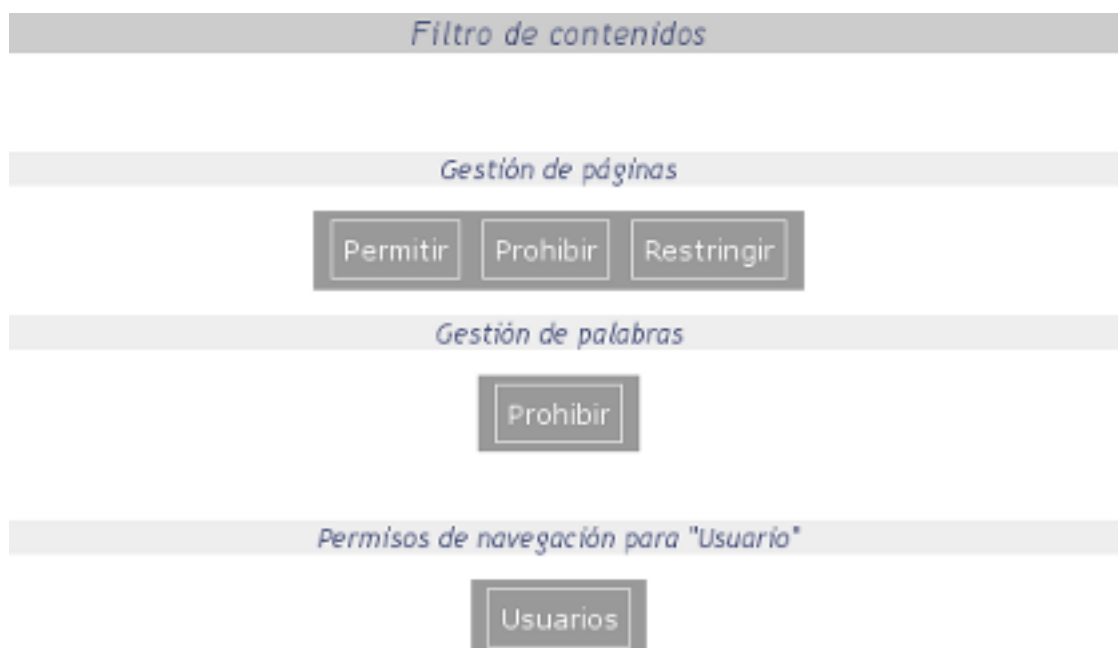 Filtro de contenidos
Gestión de páginas
Permitir Prohibir Restringir
Gestión de palabras
Prohibir
Permisos de navegación para "Usuario"
Usuarios